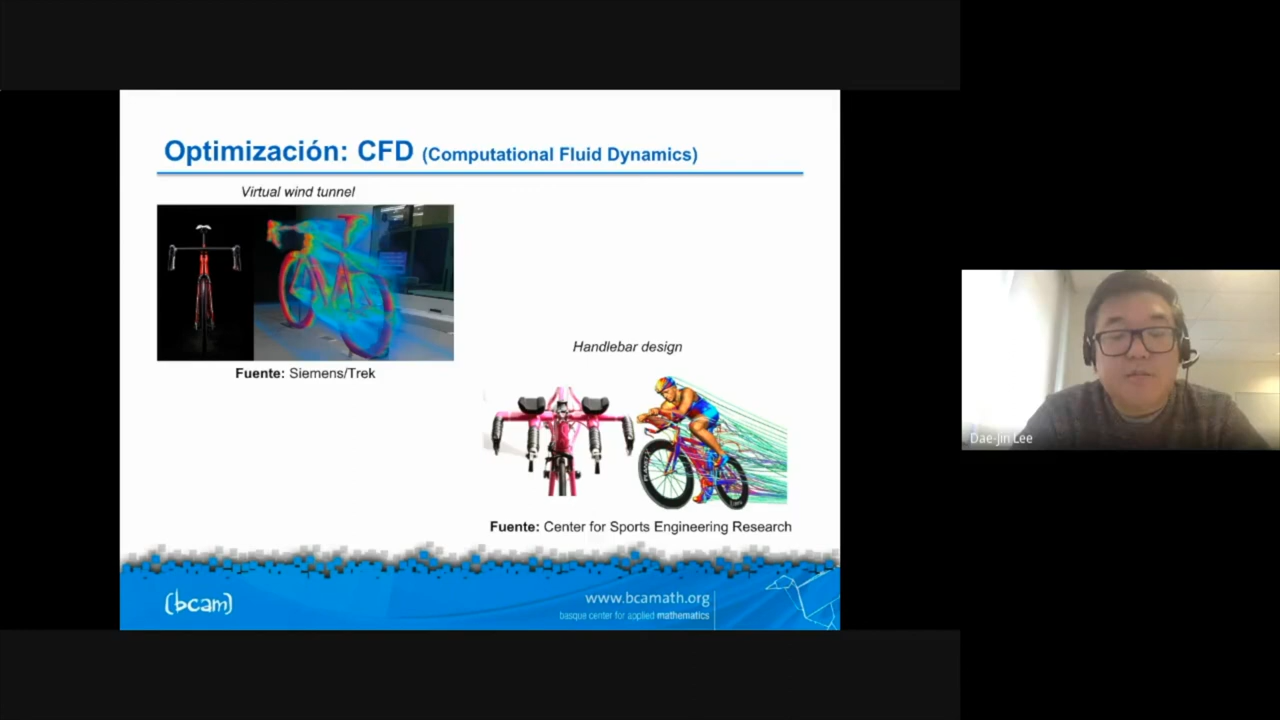 Optimización: CFD (Computational Fluid Dynamics)
Virtual wind tunnel
Fuente: Siemens/Trek
Handlebar design
Fuente: Center for Sports Engineering Research
(bcam)
www.bcamath.org
basque center for applied mathematics
Dae-Jin Lee